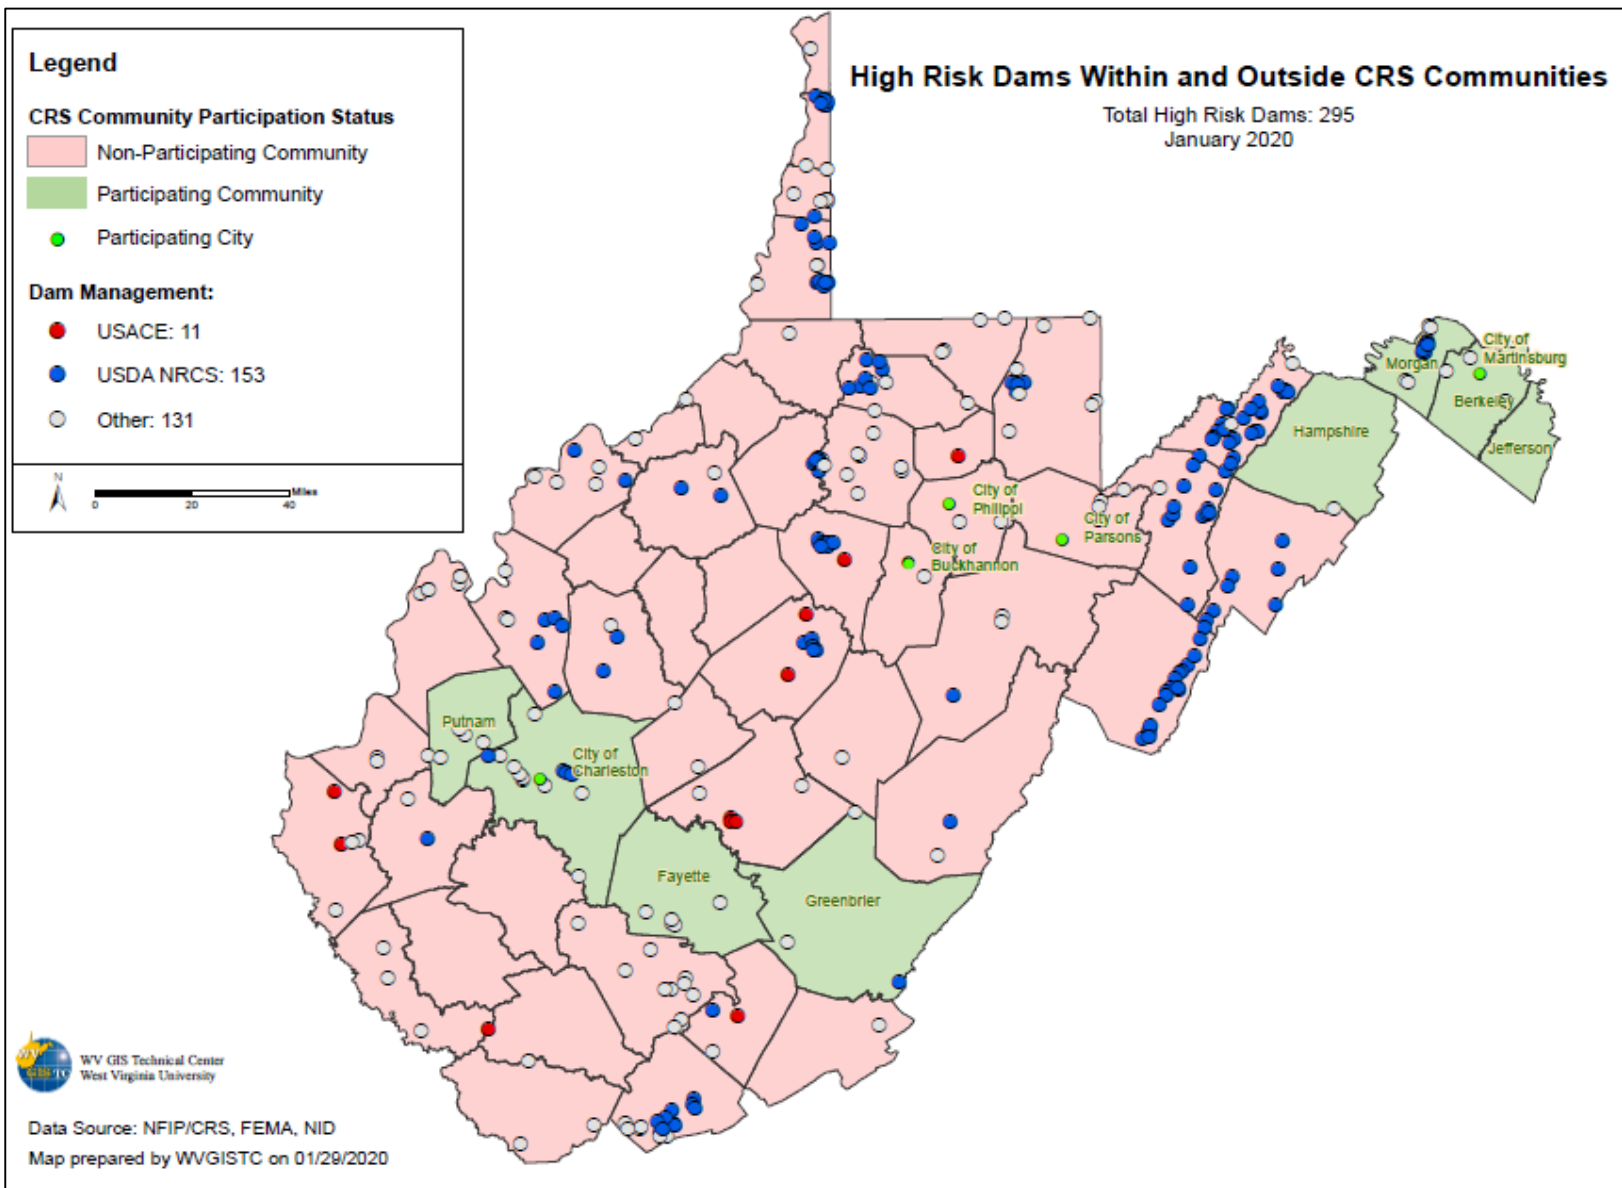 High Risk Dams Within and Outside CRS Communities
Total High Risk Dams: 295
January 2020
Legend
CRS Community Participation Status
Non-Participating Community
Participating Community
Participating City
Dam Management:
USACE: 11
USDA NRCS: 153
Other: 131
N
Miles
0 20 40
City of
Martinsburg
Morgan
Berkeley
Jefferson
Hampshire
City of
Philippi
City of
Parsons
City of
Buckhannon
Putnam
City of
Charleston
Fayette
Greenbrier
WV
GISTC
WV GIS Technical Center
West Virginia University
Data Source: NFIP/CRS, FEMA, NID
Map prepared by WVGISTC on 01/29/2020